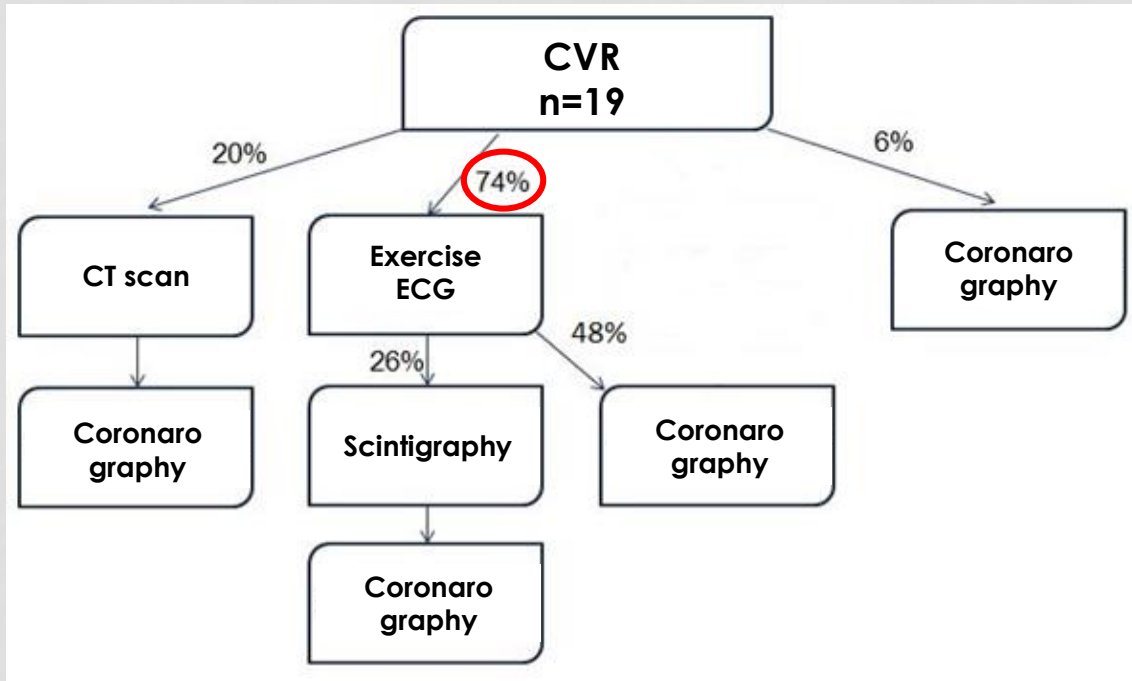 CVR
n=19
20%
74%
6%
CT scan
Exercise
ECG
Coronaro
graphy
26%
48%
Coronaro
graphy
Scintigraphy
Coronaro
graphy
Coronaro
graphy